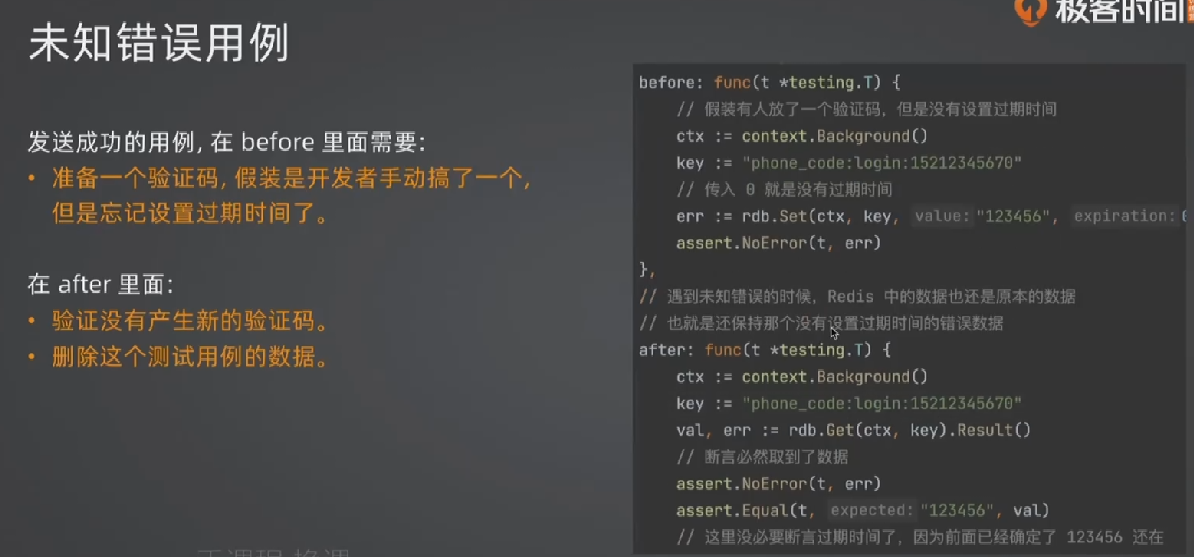 极客时间
未知错误用例
发送成功的用例, 在 before 里面需要:
• 准备一个验证码, 假装是开发者手动搞了一个,
但是忘记设置过期时间了。
在 after 里面:
• 验证没有产生新的验证码。
• 删除这个测试用例的数据。
before: func(t *testing.T) {
// 假装有人放了一个验证码，但是没有设置过期时间
ctx := context.Background()
key := "phone_code:login:15212345670"
// 传入 0 就是没有过期时间
err := rdb.Set(ctx, key, value: "123456", expiration: 0
assert.NoError(t, err)
},
// 遇到未知错误的时候，Redis 中的数据也还是原本的数据
// 也就是还保持那个没有设置过期时间的错误数据
after: func(t *testing.T) {
ctx := context.Background()
key := "phone_code:login:15212345670"
val, err := rdb.Get(ctx, key).Result()
// 断言必然取到了数据
assert.NoError(t, err)
assert.Equal(t, expected: "123456", val)
// 这里没必要断言过期时间了，因为前面已经确定了 123456 还在